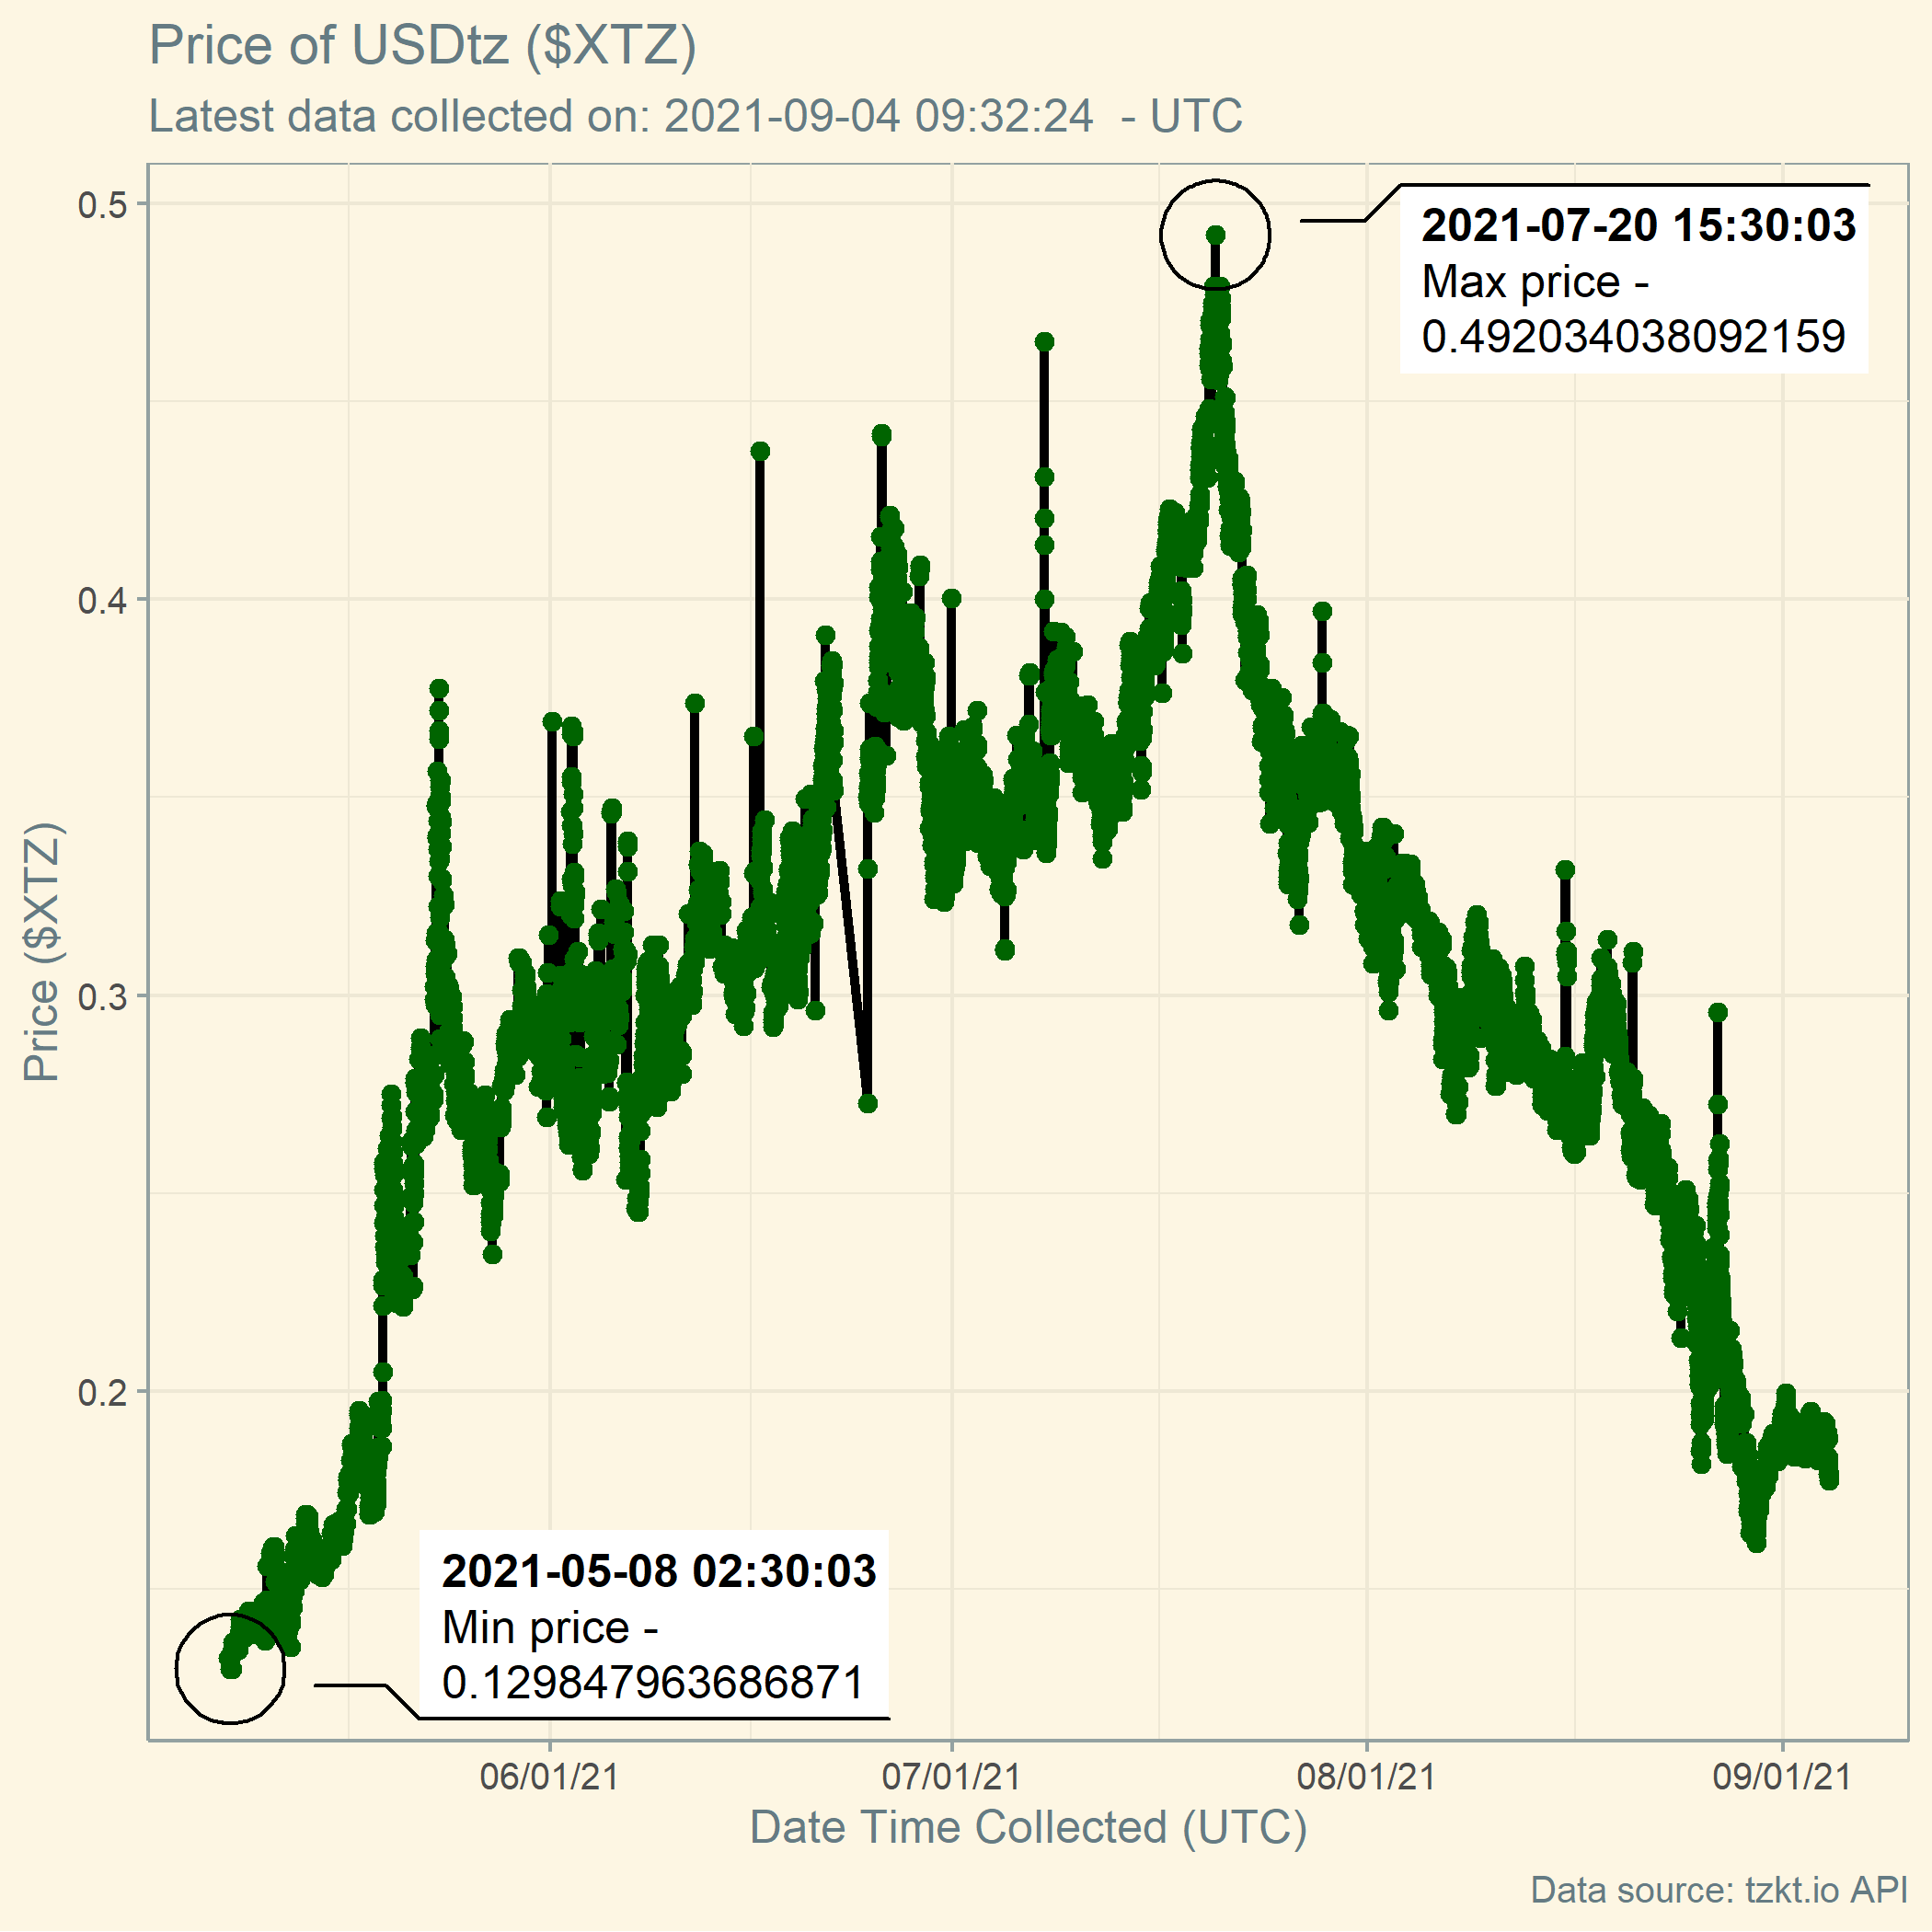 Price of USDtz ($XTZ)
Latest data collected on: 2021-09-04 09:32:24  - UTC
0.5
0.4
0.3
0.2
Price ($XTZ)
2021-07-20 15:30:03
Max price -
0.492034038092159
2021-05-08 02:30:03
Min price -
0.129847963686871
06/01/21
07/01/21
08/01/21
09/01/21
Date Time Collected (UTC)
Data source: tzkt.io API